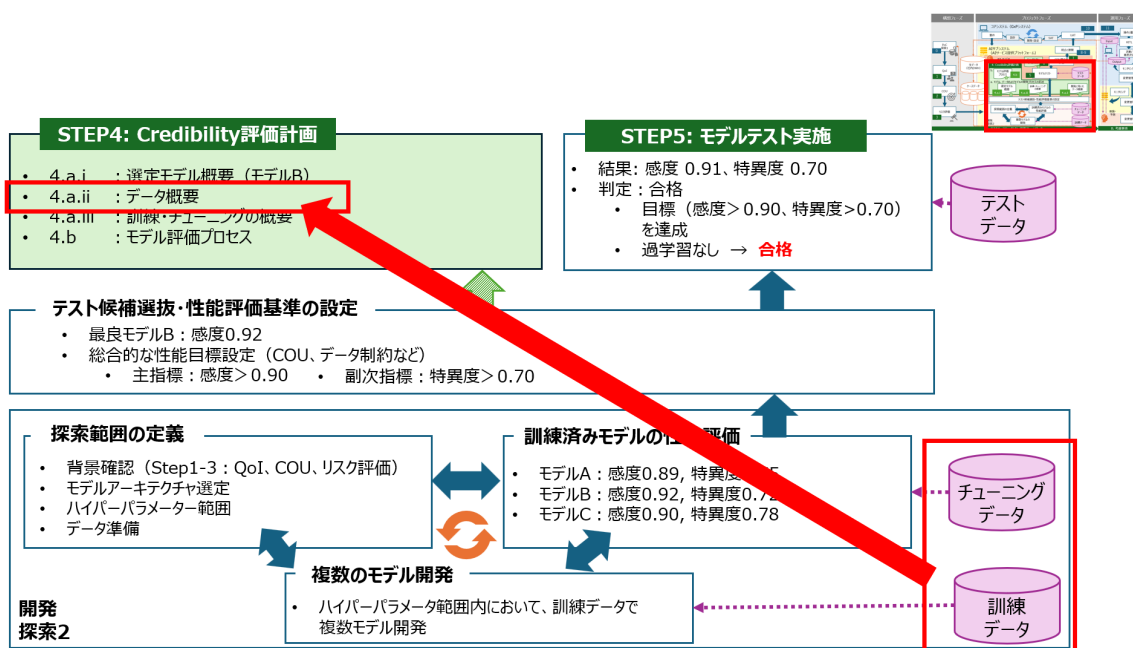 STEP4: Credibility評価計画
• 4.a.i : 選定モデル概要（モデルB）
• 4.a.ii : データ概要
• 4.a.iii : 訓練・チューニングの概要
• 4.b : モデル評価プロセス
STEP5: モデルテスト実施
• 結果: 感度 0.91、特異度 0.70
• 判定：合格
• 目標（感度＞0.90、特異度>0.70）
を達成
• 過学習なし → 合格
テスト
データ
テスト候補選抜・性能評価基準の設定
• 最良モデルB：感度0.92
• 総合的な性能目標設定（COU、データ制約など）
• 主指標：感度＞0.90 • 副次指標：特異度＞0.70
探索範囲の定義
• 背景確認（Step1-3：QoI、COU、リスク評価）
• モデルアーキテクチャ選定
• ハイパーパラメーター範囲
• データ準備
訓練済みモデルの性 評価
• モデルA：感度0.89, 特異度 5
• モデルB：感度0.92, 特異度0.72
• モデルC：感度0.90, 特異度0.78
チューニング
データ
複数のモデル開発
• ハイパーパラメータ範囲内において、訓練データで
複数モデル開発
訓練
データ
開発
探索2